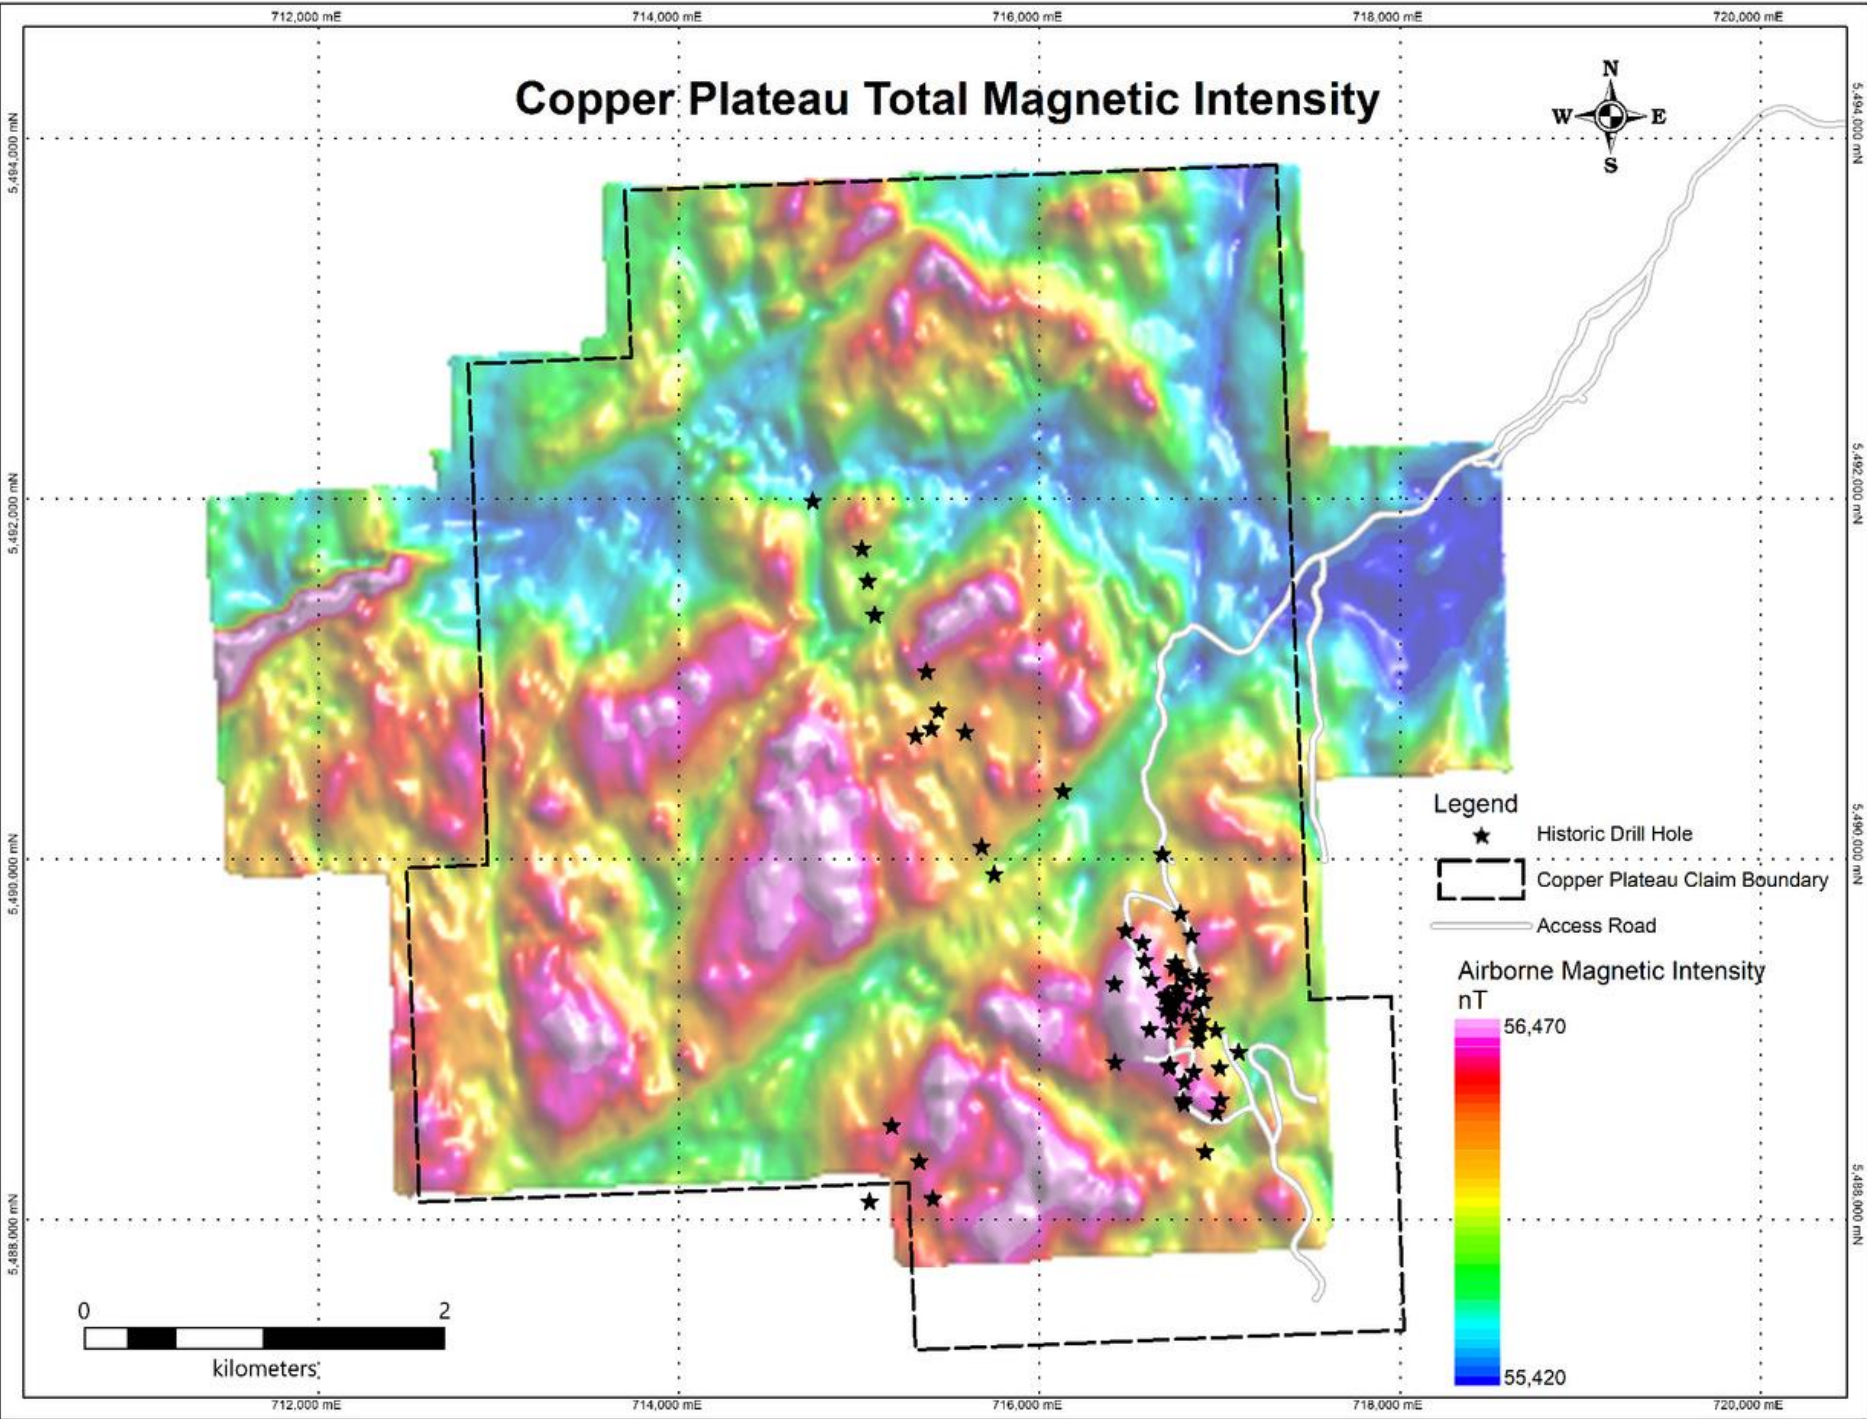 712,000 mE
714,000 mE
716,000 mE
718,000 mE
720,000 mE
Copper Plateau Total Magnetic Intensity
N
W
E
S
5,494,000 mN
5,494,000 mN
5,492,000 mN
5,492,000 mN
5,490,000 mN
5,490,000 mN
5,488,000 mN
5,488,000 mN
Legend
Historic Drill Hole
Copper Plateau Claim Boundary
Access Road
Airborne Magnetic Intensity
nT
56,470
55,420
0
2
kilometers
712,000 mE
714,000 mE
716,000 mE
718,000 mE
720,000 mE